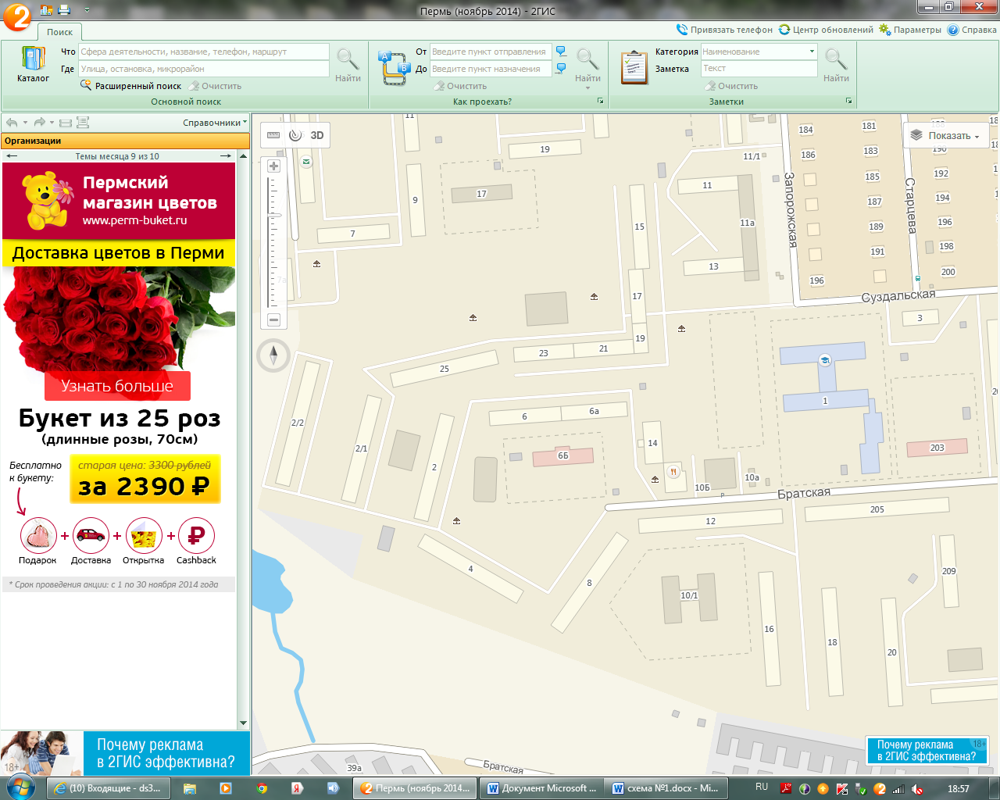 Пермь (ноябрь 2014) - 2ГИС
Поиск
Привязать телефон
Центр обновлений
Параметры
Справка
Каталог
Что
Сфера деятельности, название, телефон, маршрут
Где
Улица, остановка, микрорайон
Расширенный поиск
Очистить
Найти
Основной поиск
От
Введите пункт отправления
До
Введите пункт назначения
Очистить
Найти
Как проехать?
Категория
Наименование
Заметка
Текст
Очистить
Найти
Заметки
Справочники
Организации
Темы месяца 9 из 10
Пермский
магазин цветов
www.perm-buket.ru
Доставка цветов в Перми
Узнать больше
Букет из 25 роз
(длинные розы, 70см)
Бесплатно
к букету:
старая цена: 3300 рублей
за 2390 ₽
+ + + ₽
Подарок
Доставка
Открытка
Cashback
* Срок проведения акции: с 1 по 30 ноября 2014 года
18+
Почему реклама
в 2ГИС эффективна?
3D
Показать
11
19
184
181
183
186
185
187
189
191
196
192
194
196
198
200
190
11/1
11
11а
13
9
17
7
7а
15
17
19
21
23
25
Запорожская
Старцева
Суздальская
3
1
203
2/2
2/1
2
6
6а
6Б
14
10Б
10а
Р
Братская
12
205
4
8
10/1
16
18
20
209
39а
Братская
Почему реклама
в 2ГИС эффективна?
18+
(10) Входящие - ds3...
Пермь (ноябрь 2014...
Документ Microsoft ...
схема №1.docx - Mi...
RU
18:57